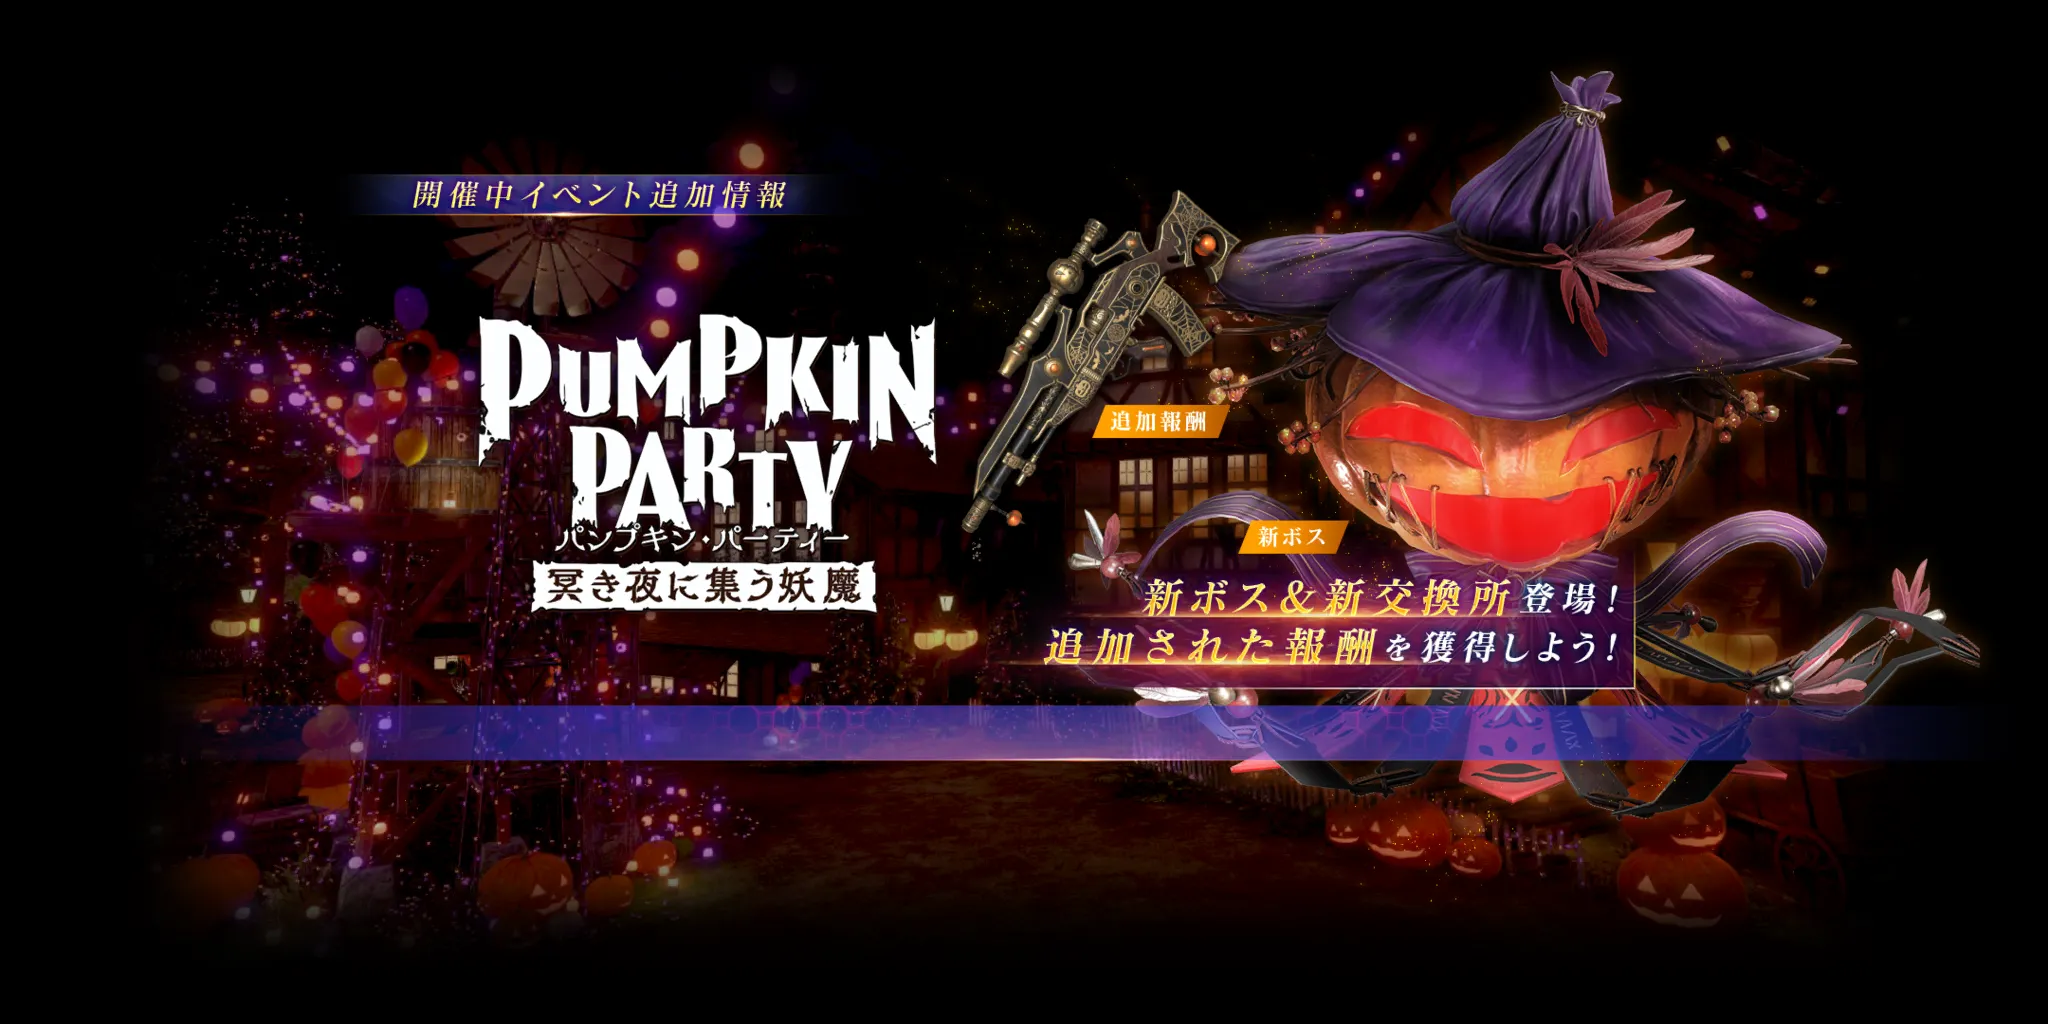 開催中イベント追加情報
PUMPKIN
PARTY
パンプキン・パーティー
冥き夜に集う妖魔
追加報酬
新ボス
新ボス&新交換所登場!
追加された報酬を獲得しよう!